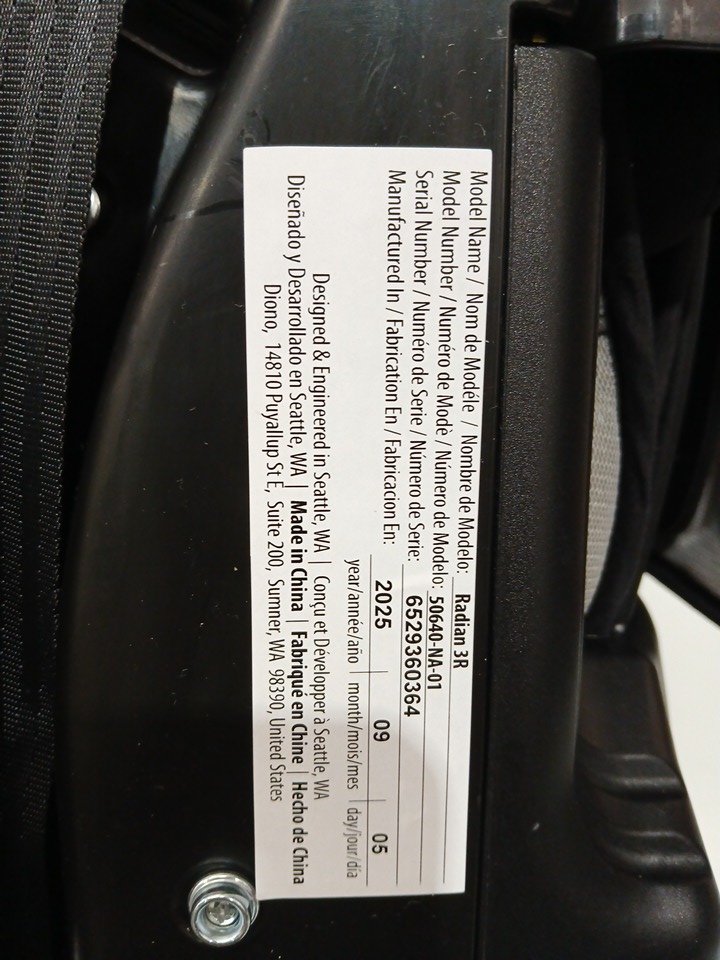 Model Name / Nom de Modéle / Nombre de Modelo: Radian 3R
Model Number / Numéro de Modè / Número de Modelo: 50640-NA-01
Serial Number / Numéro de Serie / Número de Serie: 6529360364
Manufactured In / Fabrication En / Fabricacion En: 2025 | 09 | 05
year/année/año | month/mois/mes | day/jour/día
Designed & Engineered in Seattle, WA | Conçu et Développer à Seattle, WA
Diseñado y Desarrollado en Seattle, WA | Made in China | Fabriqué en Chine | Hecho de China
Diono, 14810 Puyallup St E, Suite 200, Sumner, WA 98390, United States